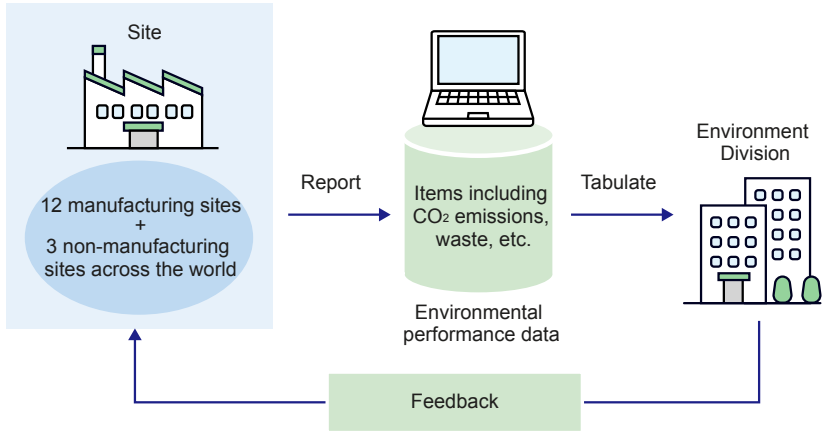 Site
12 manufacturing sites
+
3 non-manufacturing
sites across the world
Report
Items including
CO2 emissions,
waste, etc.
Environmental
performance data
Tabulate
Environment
Division
Feedback